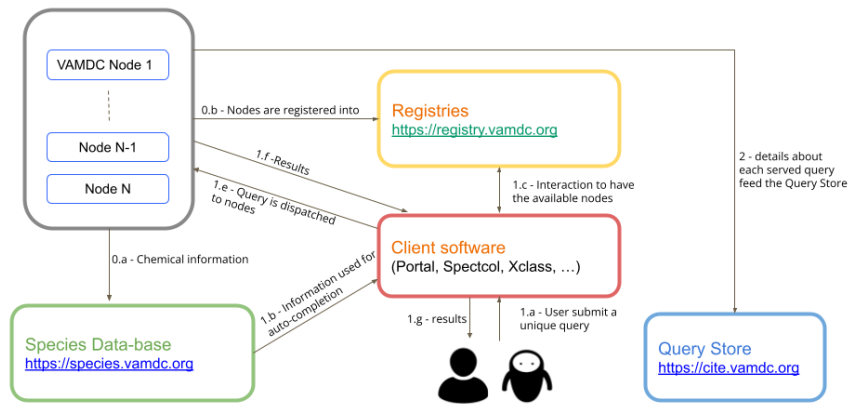 VAMDC Node 1
Node N-1
Node N
0.b - Nodes are registered into
Registries
https://registry.vamdc.org
1.f -Results
1.e - Query is dispatched
to nodes
1.c - Interaction to have
the available nodes
2 - details about
each served query
feed the Query Store
0.a - Chemical information
Client software
(Portal, Spectcol, Xclass, …)
1.b - Information used for
auto-completion
1.g - results
1.a - User submit a
unique query
Species Data-base
https://species.vamdc.org
Query Store
https://cite.vamdc.org